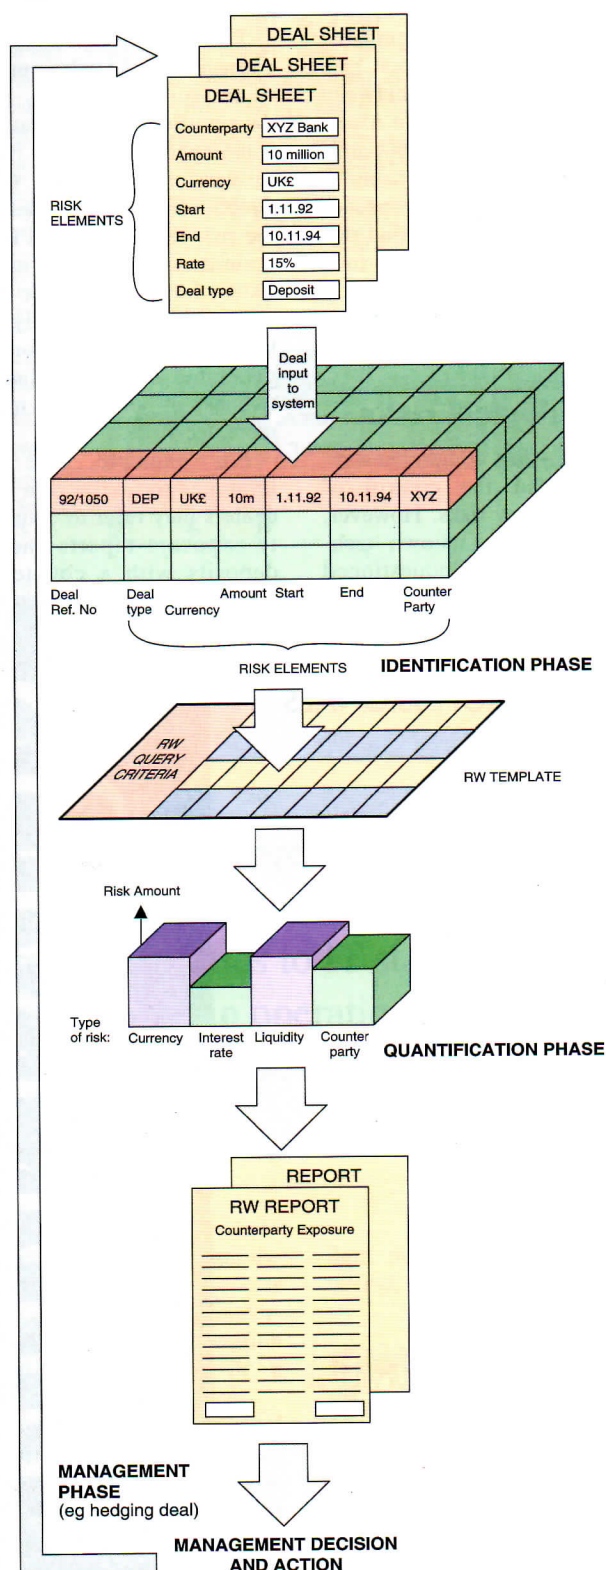 DEAL SHEET
DEAL SHEET
DEAL SHEET
Counterparty XYZ Bank
Amount 10 million
Currency UK£
RISK
ELEMENTS
Start 1.11.92
End 10.11.94
Rate 15%
Deal type Deposit
Deal
input
to
system
92/1050 DEP UK£ 10m 1.11.92 10.11.94 XYZ
Deal
Ref. No
Deal
type
Currency
Amount
Start
End
Counter
Party
RISK ELEMENTS
IDENTIFICATION PHASE
RW
QUERY
CRITERIA
RW TEMPLATE
Risk Amount
Type
of risk:
Currency
Interest
rate
Liquidity
Counter
party
QUANTIFICATION PHASE
REPORT
RW REPORT
Counterparty Exposure
MANAGEMENT
PHASE
(eg hedging deal)
MANAGEMENT DECISION
AND ACTION